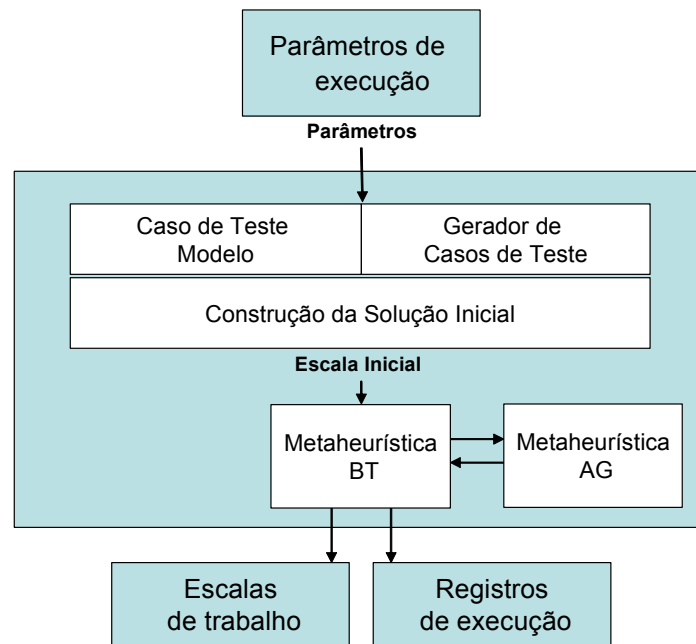 Parâmetros de
execução
Parâmetros
Caso de Teste
Modelo
Gerador de
Casos de Teste
Construção da Solução Inicial
Escala Inicial
Metaheurística
BT
Metaheurística
AG
Escalas
de trabalho
Registros
de execução